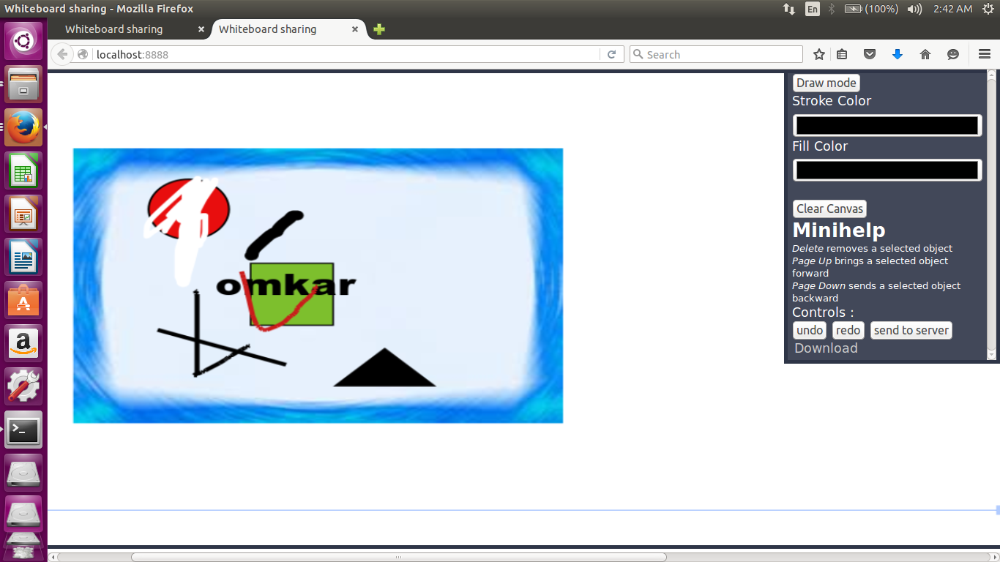 Whiteboard sharing - Mozilla Firefox
En
(100%)
2:42 AM
Whiteboard sharing
Whiteboard sharing
localhost:8888
Search
Draw mode
Stroke Color
Fill Color
Clear Canvas
Minihelp
Delete removes a selected object
Page Up brings a selected object
forward
Page Down sends a selected object
backward
Controls :
undo redo send to server
Download
omkar